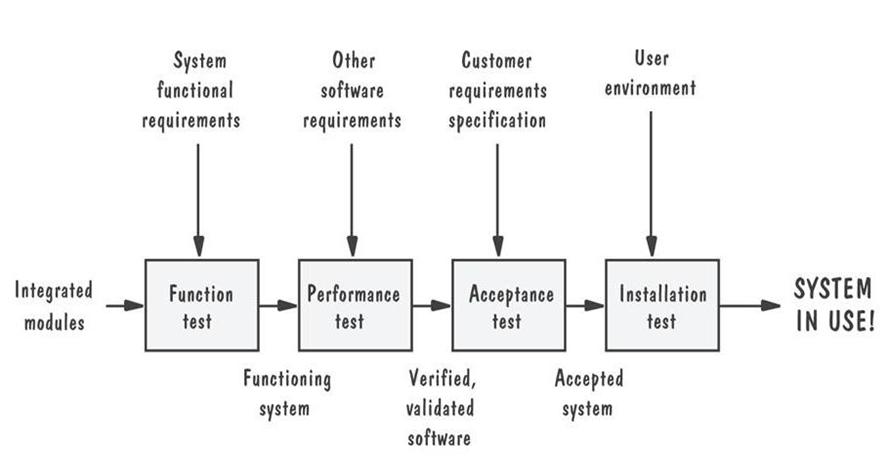 System
functional
requirements
Other
software
requirements
Customer
requirements
specification
User
environment
Integrated
modules
Function
test
Performance
test
Acceptance
test
Installation
test
SYSTEM
IN USE!
Functioning
system
Verified,
validated
software
Accepted
system